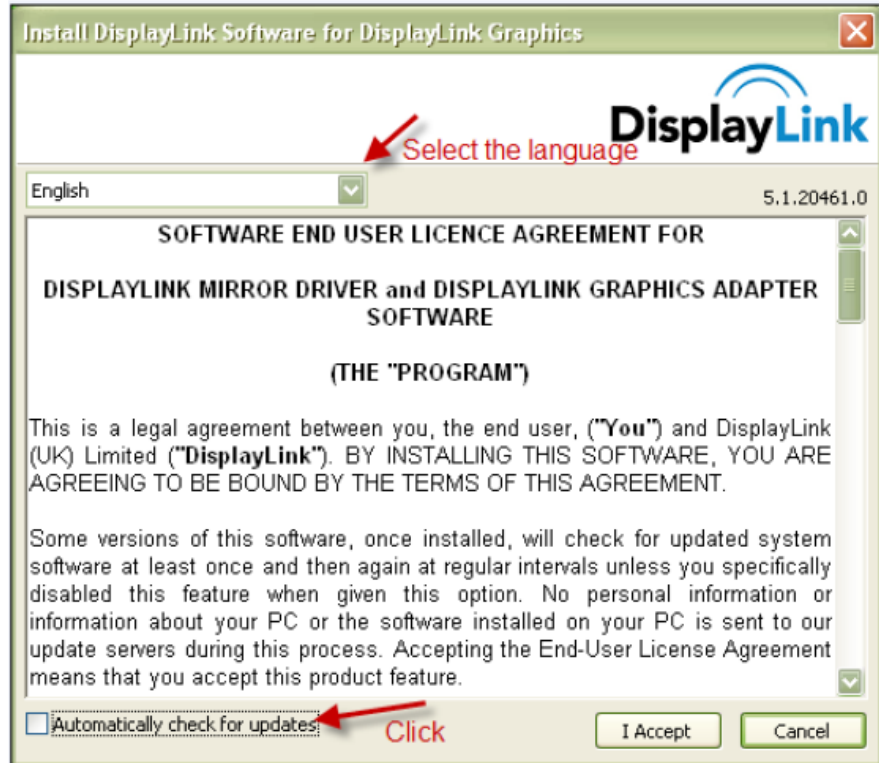 Install DisplayLink Software for DisplayLink Graphics
DisplayLink
Select the language
English
5.1.20461.0
SOFTWARE END USER LICENCE AGREEMENT FOR
DISPLAYLINK MIRROR DRIVER and DISPLAYLINK GRAPHICS ADAPTER
SOFTWARE
(THE "PROGRAM")
This is a legal agreement between you, the end user, ("You") and DisplayLink
(UK) Limited ("DisplayLink"). BY INSTALLING THIS SOFTWARE, YOU ARE
AGREEING TO BE BOUND BY THE TERMS OF THIS AGREEMENT.
Some versions of this software, once installed, will check for updated system
software at least once and then again at regular intervals unless you specifically
disabled this feature when given this option. No personal information or
information about your PC or the software installed on your PC is sent to our
update servers during this process. Accepting the End-User License Agreement
means that you accept this product feature.
Automatically check for updates
Click
I Accept
Cancel